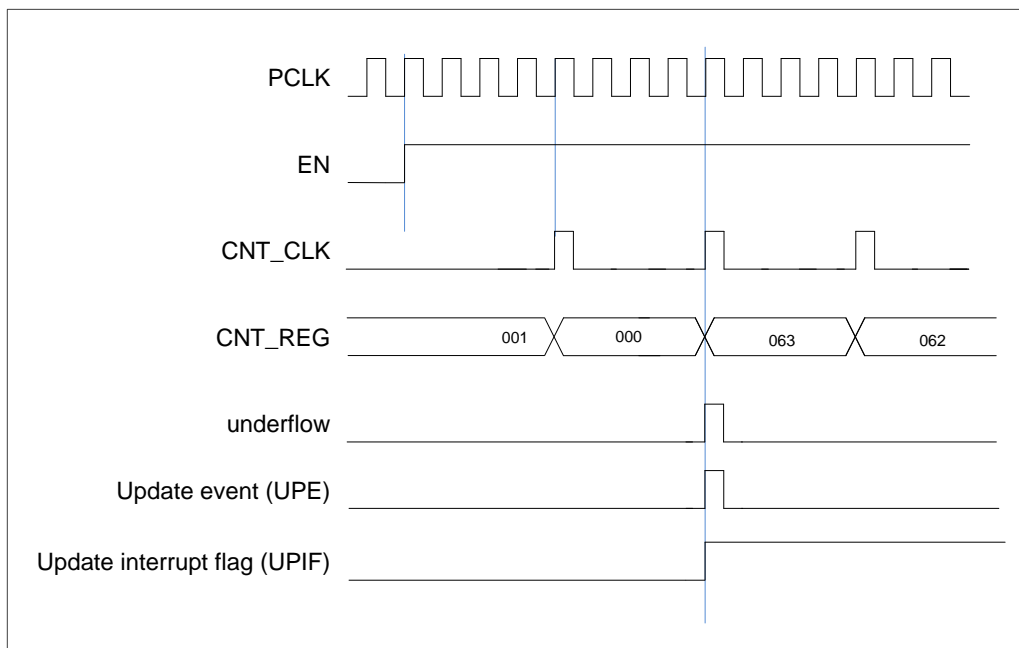 PCLK
EN
CNT_CLK
CNT_REG
001
000
063
062
underflow
Update event (UPE)
Update interrupt flag (UPIF)